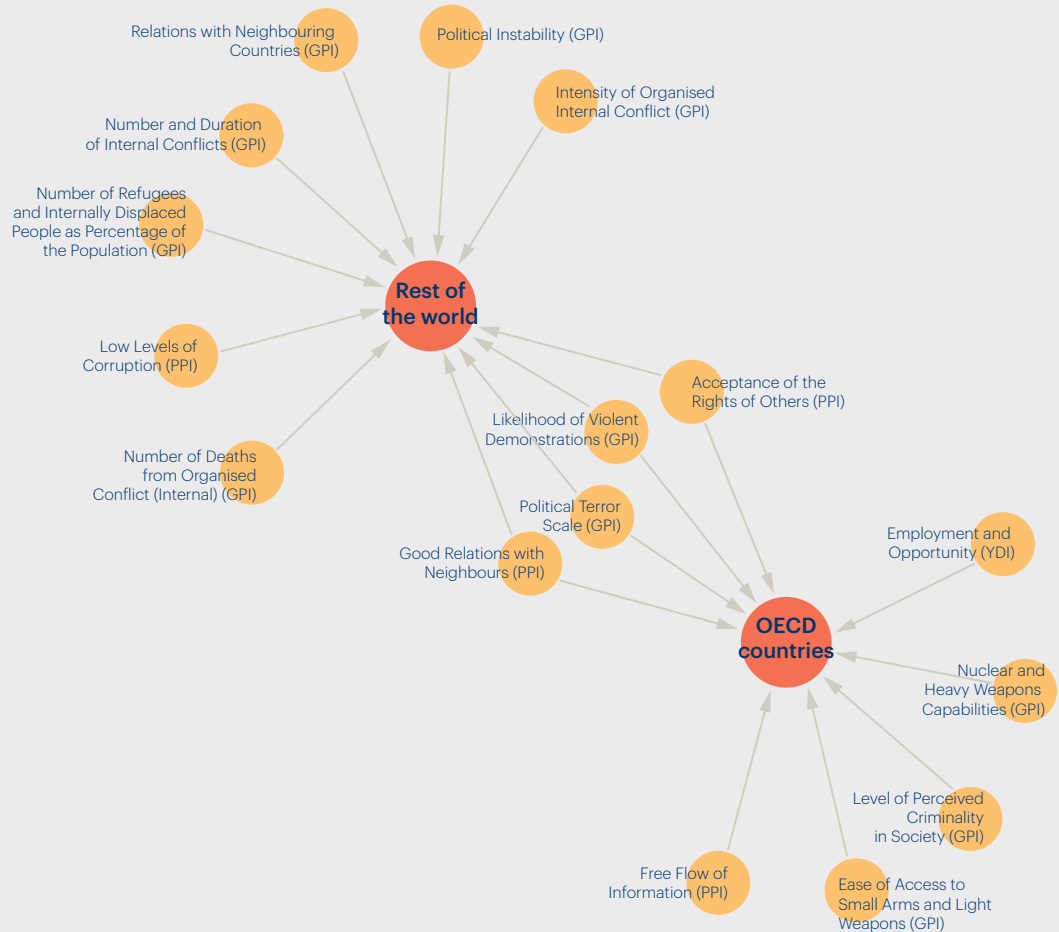 Relations with Neighbouring
Countries (GPI)
Political Instability (GPI)
Intensity of Organised
Internal Conflict (GPI)
Number and Duration
of Internal Conflicts (GPI)
Number of Refugees
and Internally Displaced
People as Percentage of
the Population (GPI)
Rest of
the world
Low Levels of
Corruption (PPI)
Acceptance of the
Rights of Others (PPI)
Likelihood of Violent
Demonstrations (GPI)
Number of Deaths
from Organised
Conflict (Internal) (GPI)
Political Terror
Scale (GPI)
Good Relations with
Neighbours (PPI)
Employment and
Opportunity (YDI)
OECD
countries
Nuclear and
Heavy Weapons
Capabilities (GPI)
Level of Perceived
Criminality
in Society (GPI)
Free Flow of
Information (PPI)
Ease of Access to
Small Arms and Light
Weapons (GPI)